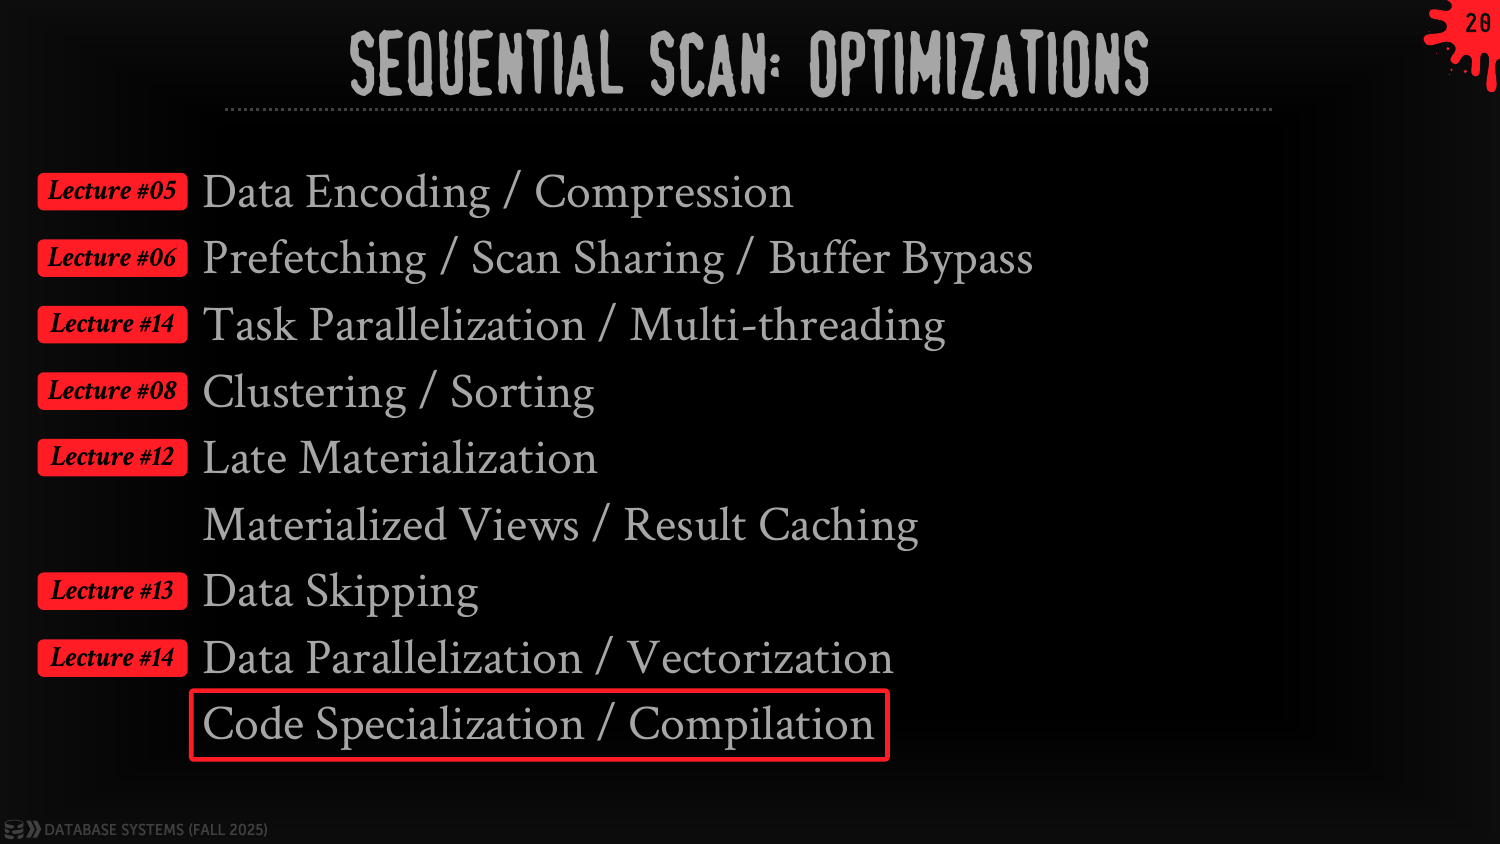 20
SEQUENTIAL SCAN: OPTIMIZATIONS
Lecture #05 Data Encoding / Compression
Lecture #06 Prefetching / Scan Sharing / Buffer Bypass
Lecture #14 Task Parallelization / Multi-threading
Lecture #08 Clustering / Sorting
Lecture #12 Late Materialization
Materialized Views / Result Caching
Lecture #13 Data Skipping
Lecture #14 Data Parallelization / Vectorization
Code Specialization / Compilation
DATABASE SYSTEMS (FALL 2025)